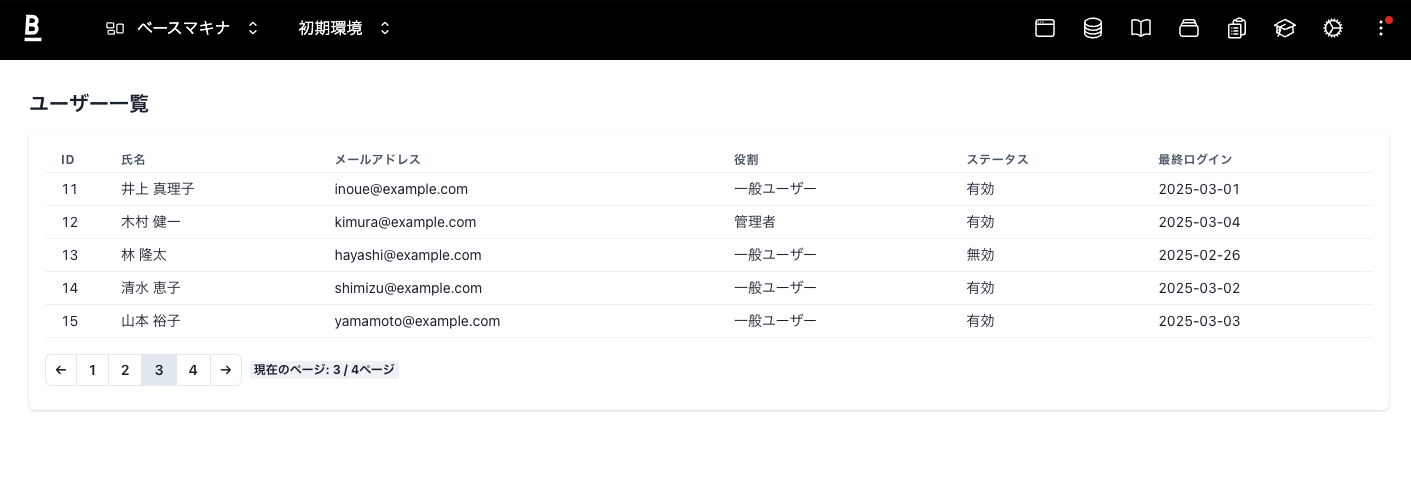 B ベースマキナ 初期環境
ユーザー一覧
ID 氏名 メールアドレス 役割 ステータス 最終ログイン
11 井上 真理子 inoue@example.com 一般ユーザー 有効 2025-03-01
12 木村 健一 kimura@example.com 管理者 有効 2025-03-04
13 林 隆太 hayashi@example.com 一般ユーザー 無効 2025-02-26
14 清水 恵子 shimizu@example.com 一般ユーザー 有効 2025-03-02
15 山本 裕子 yamamoto@example.com 一般ユーザー 有効 2025-03-03
← 1 2 3 4 → 現在のページ: 3 / 4ページ